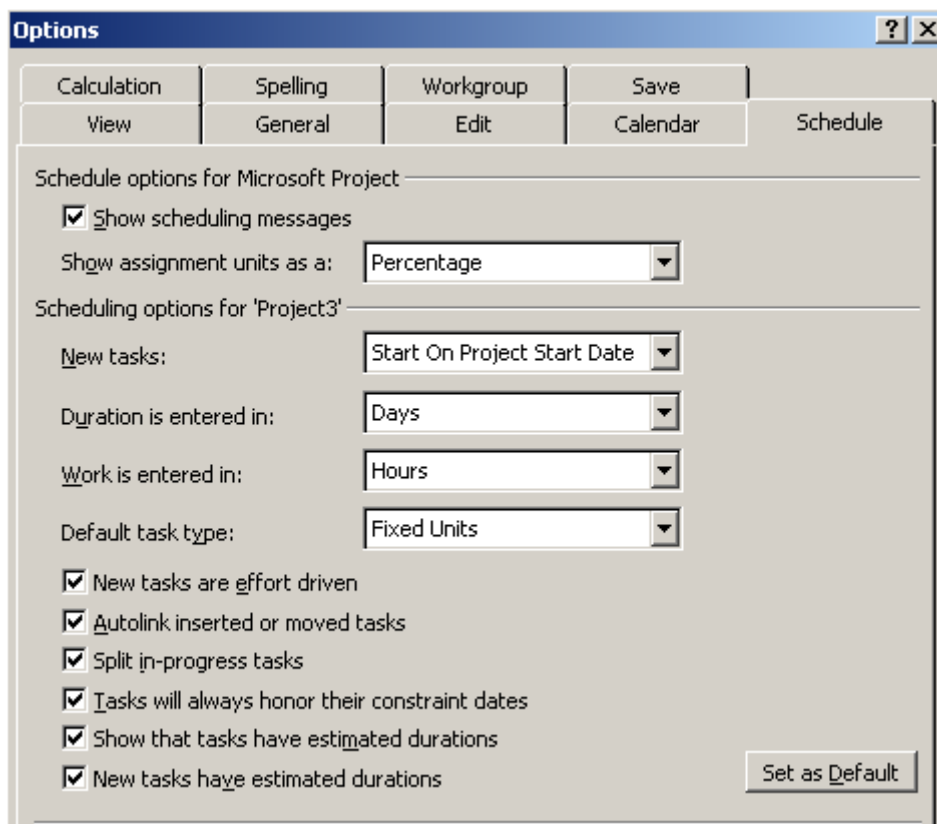 Options
Calculation Spelling Workgroup Save
View General Edit Calendar Schedule
Schedule options for Microsoft Project
Show scheduling messages
Show assignment units as a: Percentage
Scheduling options for 'Project3'
New tasks: Start On Project Start Date
Duration is entered in: Days
Work is entered in: Hours
Default task type: Fixed Units
New tasks are effort driven
Autolink inserted or moved tasks
Split in-progress tasks
Tasks will always honor their constraint dates
Show that tasks have estimated durations
New tasks have estimated durations Set as Default